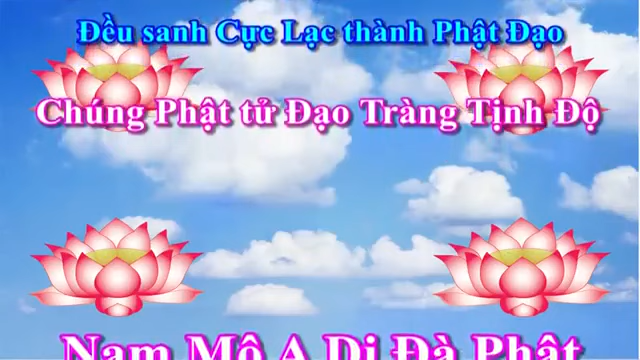 Đều sanh Cực Lạc thành Phật Đạo
Chúng Phật tử Đạo Tràng Tịnh Độ
Nam Mô A Di Đà Phật